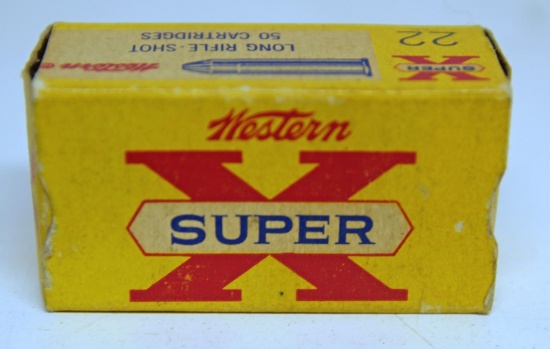 LONG RIFLE-SHOT
50 CARTRIDGES
Western
22
SUPER
X
Western
SUPER
X